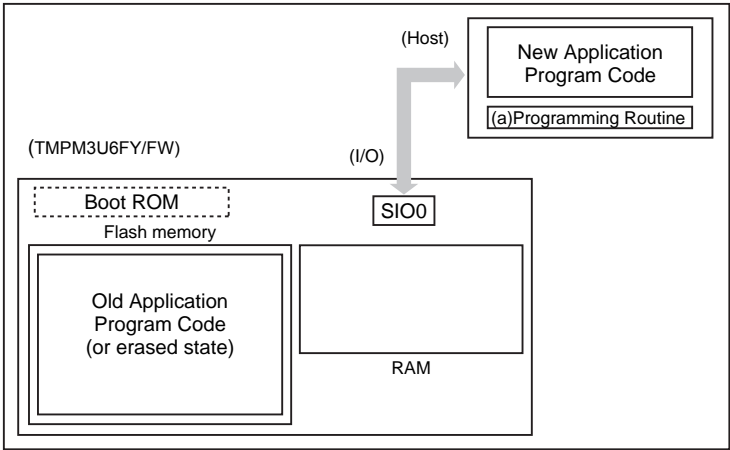 (Host)
New Application
Program Code
(a)Programming Routine
(TMPM3U6FY/FW)
(I/O)
Boot ROM
SIO0
Flash memory
Old Application
Program Code
(or erased state)
RAM